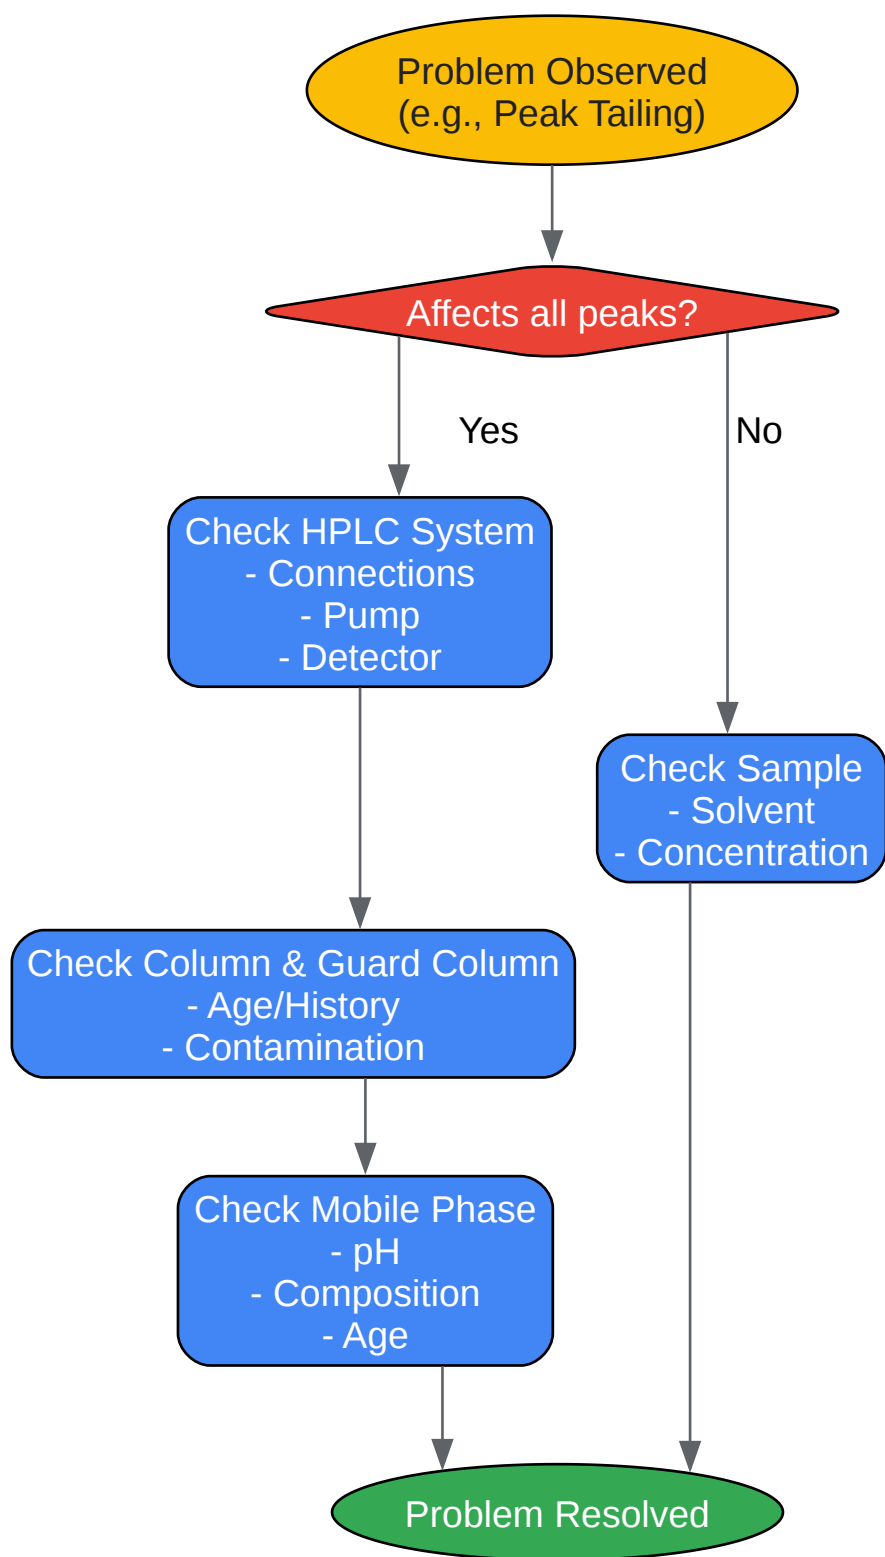 Problem Observed
(e.g., Peak Tailing)
Affects all peaks?
Yes
No
Check HPLC System
- Connections
- Pump
- Detector
Check Sample
- Solvent
- Concentration
Check Column & Guard Column
- Age/History
- Contamination
Check Mobile Phase
- pH
- Composition
- Age
Problem Resolved